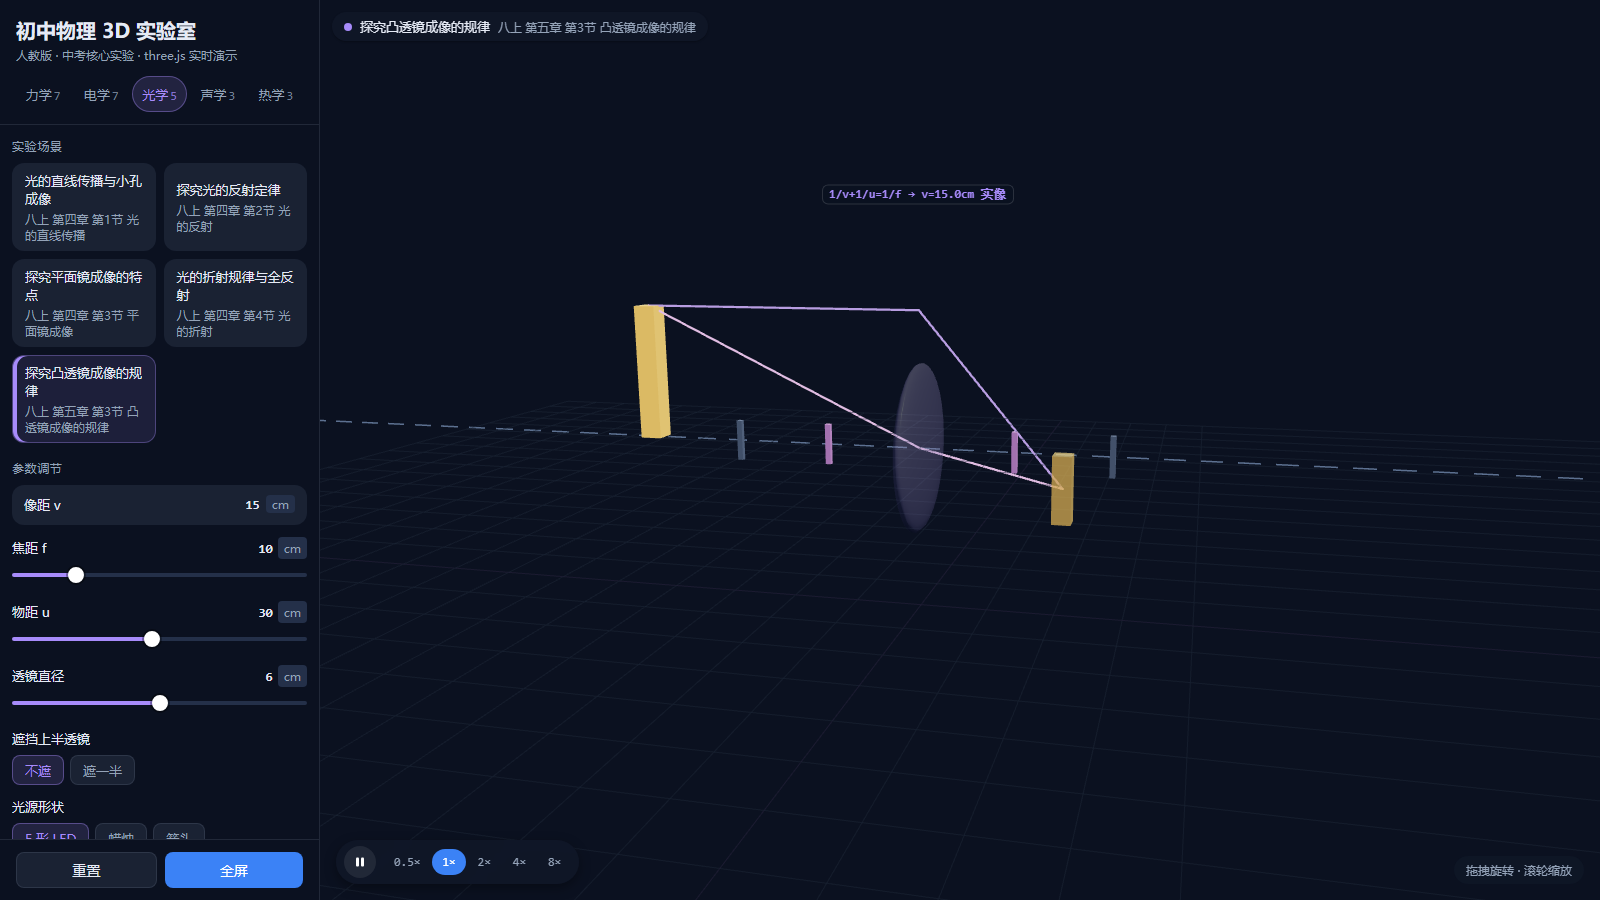 初中物理 3D 实验室
人教版 · 中考核心实验 · three.js 实时演示
力学 7 电学 7 光学 5 声学 3 热学 3
实验场景
光的直线传播与小孔
成像
八上 第四章 第1节 光
的直线传播
探究光的反射定律
八上 第四章 第2节 光
的反射
探究平面镜成像的特
点
八上 第四章 第3节 平
面镜成像
光的折射规律与全反
射
八上 第四章 第4节 光
的折射
探究凸透镜成像的规
律
八上 第五章 第3节 凸
透镜成像的规律
参数调节
像距 v 15 cm
焦距 f 10 cm
物距 u 30 cm
透镜直径 6 cm
遮挡上半透镜
不遮 遮一半
光源形状
E 形 LED 蜡烛 箭头
重置 全屏
探究凸透镜成像的规律 八上 第五章 第3节 凸透镜成像的规律
1/v+1/u=1/f → v=15.0cm 实像
0.5× 1× 2× 4× 8×
拖拽旋转 · 滚轮缩放